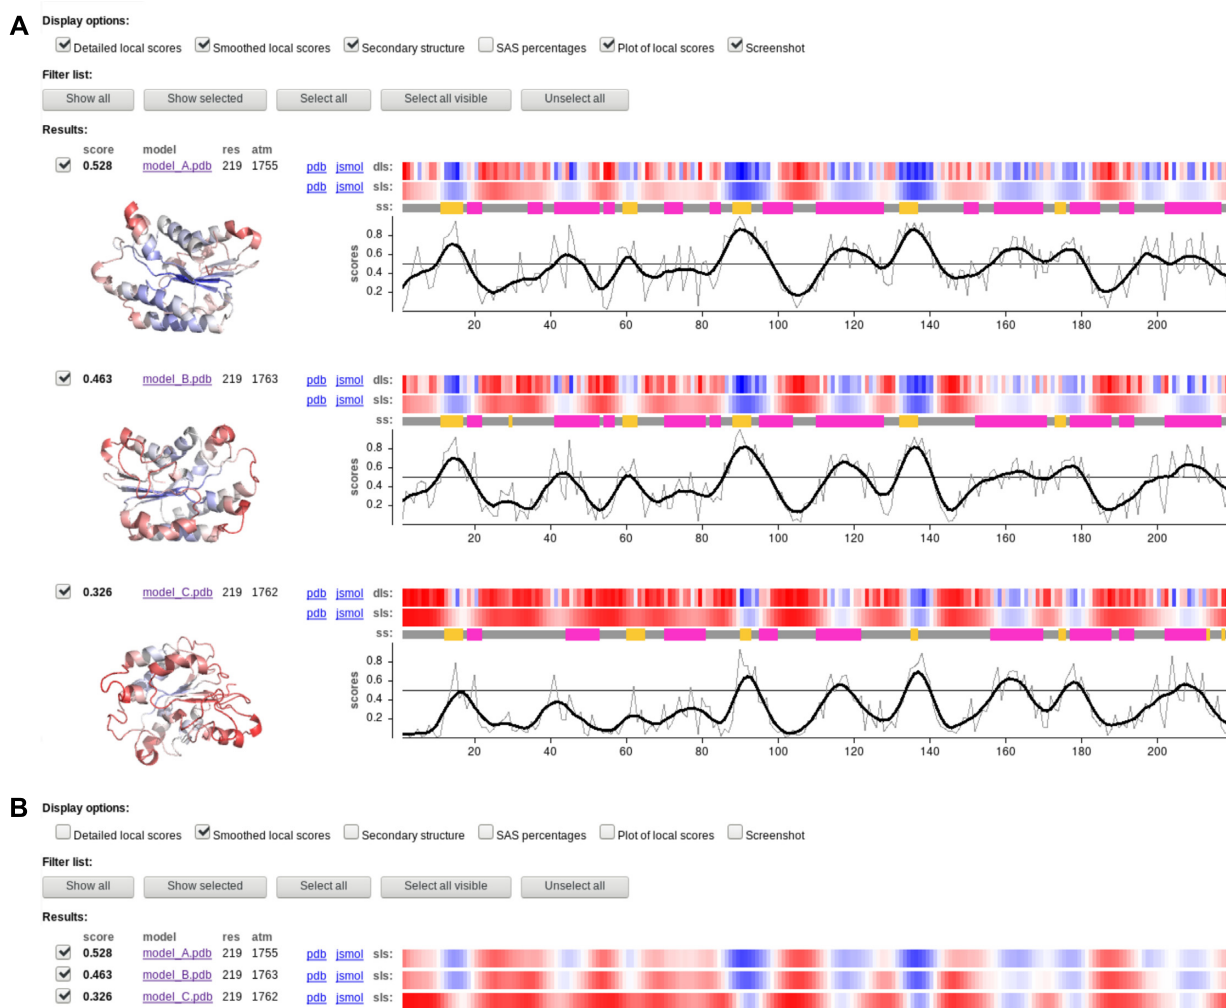 A
Display options:
Detailed local scores Smoothed local scores Secondary structure SAS percentages Plot of local scores Screenshot
Filter list:
Show all Show selected Select all Select all visible Unselect all
Results:
score model res atm
0.528 model_A.pdb 219 1755 pdb jsmol dls:
pdb jsmol sls:
ss:
0.8
0.6
scores
0.4
0.2
20 40 60 80 100 120 140 160 180 200
0.463 model_B.pdb 219 1763 pdb jsmol dls:
pdb jsmol sls:
ss:
0.8
0.6
scores
0.4
0.2
20 40 60 80 100 120 140 160 180 200
0.326 model_C.pdb 219 1762 pdb jsmol dls:
pdb jsmol sls:
ss:
0.8
0.6
scores
0.4
0.2
20 40 60 80 100 120 140 160 180 200
B
Display options:
Detailed local scores Smoothed local scores Secondary structure SAS percentages Plot of local scores Screenshot
Filter list:
Show all Show selected Select all Select all visible Unselect all
Results:
score model res atm
0.528 model_A.pdb 219 1755 pdb jsmol sls:
0.463 model_B.pdb 219 1763 pdb jsmol sls:
0.326 model_C.pdb 219 1762 pdb jsmol sls: